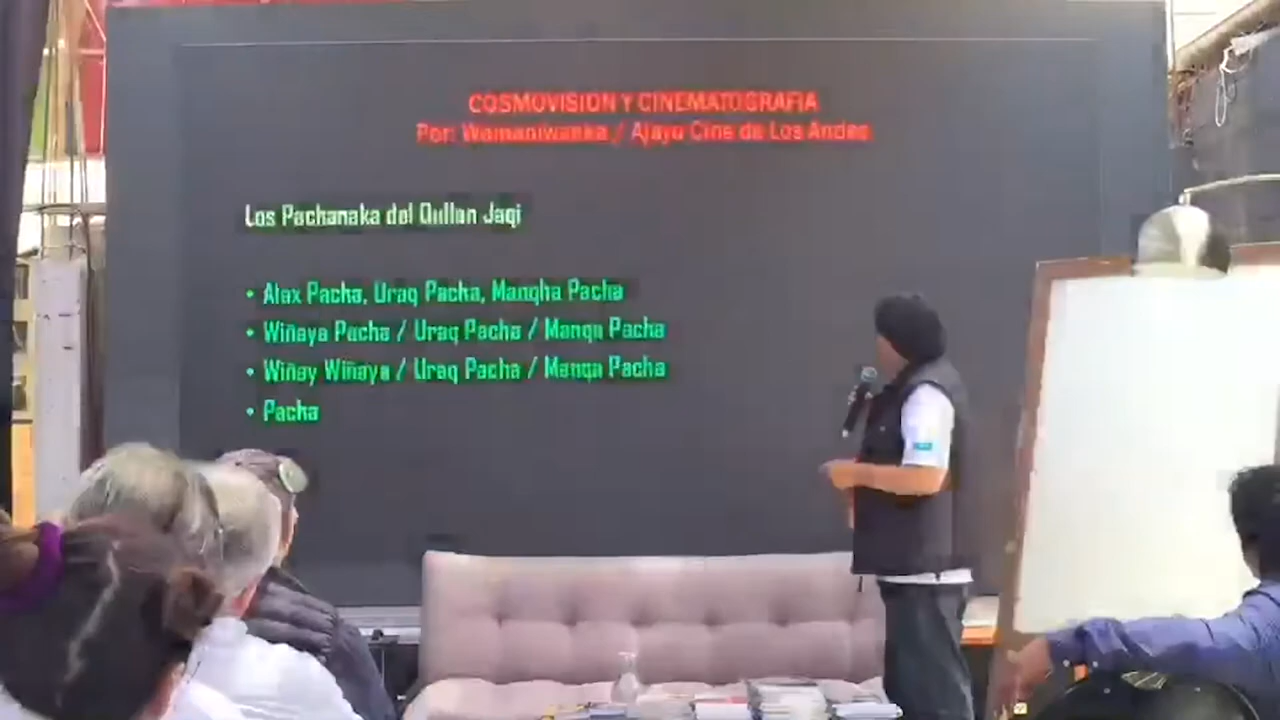 COSMOVISION Y CINEMATOGRAFIA
Por: Wamaniwanka / Ajayu Cine de Los Andes
Los Pachanaka del Qullan Jaqi
• Alax Pacha, Uraq Pacha, Manqha Pacha
• Wiñaya Pacha / Uraq Pacha / Manqa Pacha
• Wiñay Wiñaya / Uraq Pacha / Manqa Pacha
• Pacha